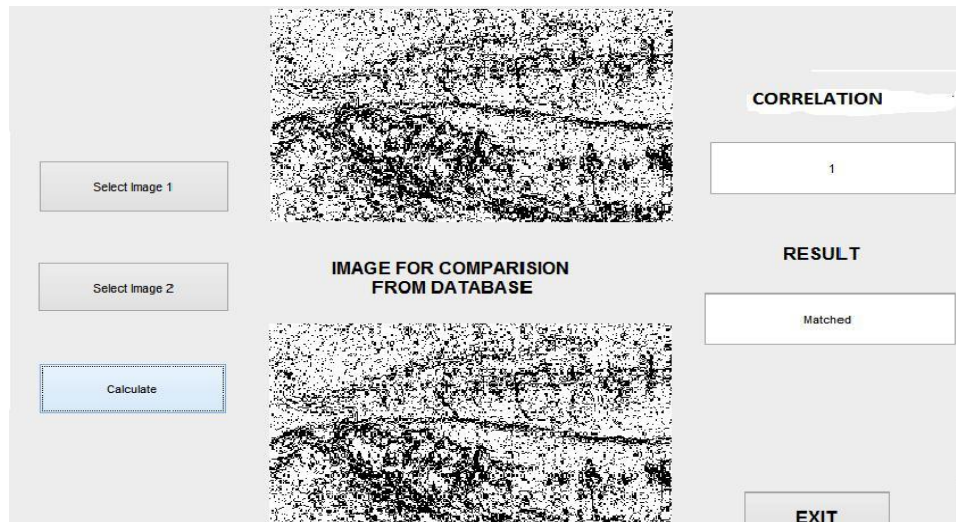 Select Image 1
Select Image 2
Calculate
IMAGE FOR COMPARISION
FROM DATABASE
CORRELATION
1
RESULT
Matched
EXIT